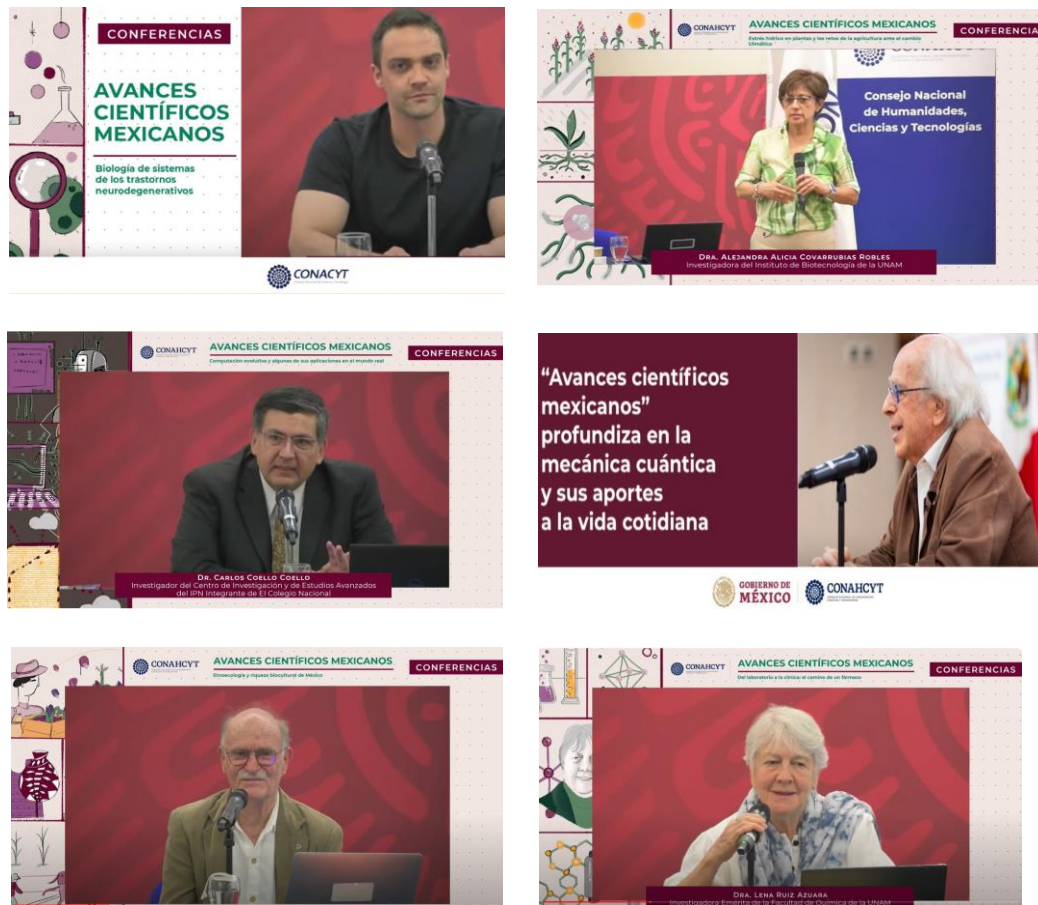 CONFERENCIAS
AVANCES
CIENTÍFICOS
MEXICANOS
Biología de sistemas
de los trastornos
neurodegenerativos
CONACYT
CONAHCYT
AVANCES CIENTÍFICOS MEXICANOS
Estrés hídrico en plantas y los retos de la agricultura ante el cambio
climático
CONFERENCIA
Consejo Nacional
de Humanidades,
Ciencias y Tecnologías
DRA. ALEJANDRA ALICIA COVARRUBIAS ROBLES
Investigadora del Instituto de Biotecnología de la UNAM
CONAHCYT
AVANCES CIENTÍFICOS MEXICANOS
Computación evolutiva y algunas de sus aplicaciones en el mundo real
CONFERENCIAS
DR. CARLOS COELLO COELLO
Investigador del Centro de Investigación y de Estudios Avanzados
del IPN Integrante de El Colegio Nacional
“Avances científicos
mexicanos”
profundiza en la
mecánica cuántica
y sus aportes
a la vida cotidiana
GOBIERNO DE
MÉXICO
CONAHCYT
CONAHCYT
AVANCES CIENTÍFICOS MEXICANOS
Etnoecología y riqueza biocultural de México
CONFERENCIAS
CONAHCYT
AVANCES CIENTÍFICOS MEXICANOS
Del laboratorio a la clínica: el camino de un fármaco
CONFERENCIAS
DRA. LENA RUIZ AZUARA
Investigadora Emérita de la Facultad de Química de la UNAM